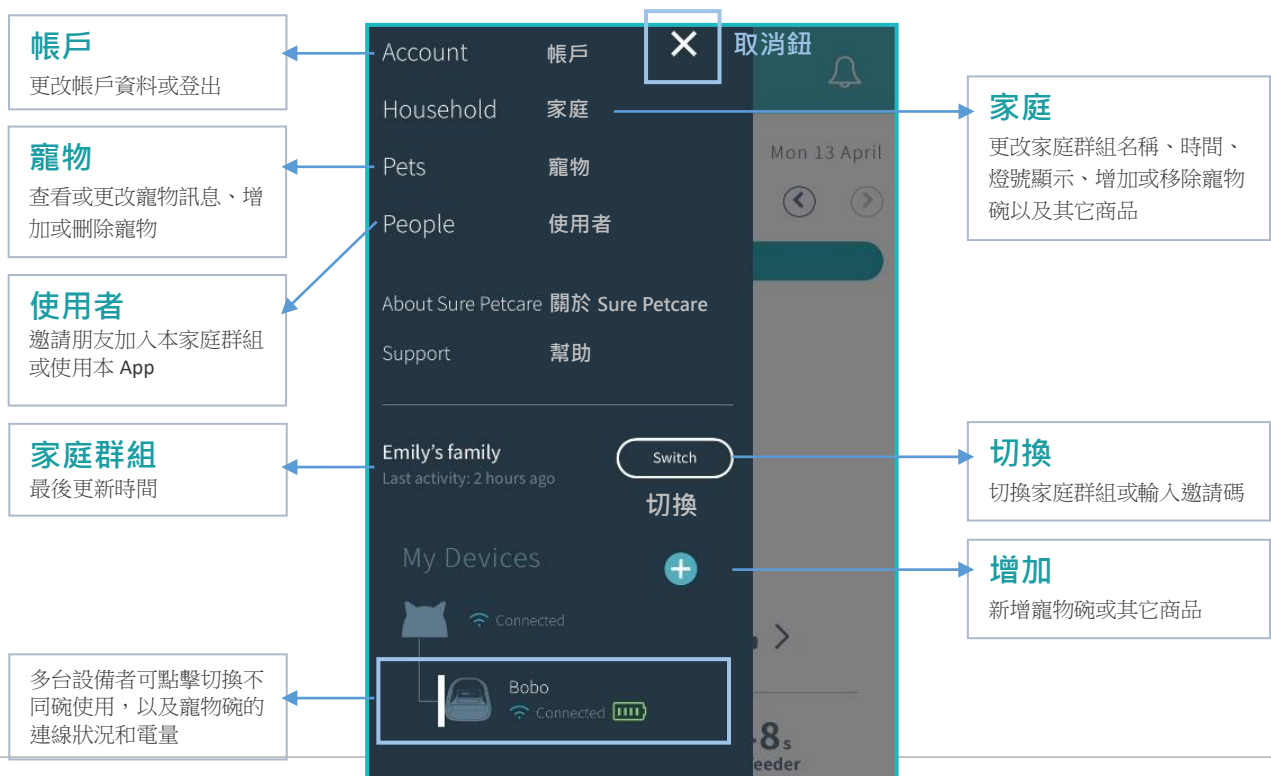 帳戶
更改帳戶資料或登出
寵物
查看或更改寵物訊息、增
加或刪除寵物
使用者
邀請朋友加入本家庭群組
或使用本 App
家庭群組
最後更新時間
多台設備者可點擊切換不
同碗使用，以及寵物碗的
連線狀況和電量
Account 帳戶
取消鈕
Household 家庭
Pets 寵物
People 使用者
About Sure Petcare 關於 Sure Petcare
Support 幫助
Emily's family
Last activity: 2 hours ago
Switch
切換
My Devices
Connected
Bobo
Connected
Mon 13 April
8s
eeder
家庭
更改家庭群組名稱、時間、
燈號顯示、增加或移除寵物
碗以及其它商品
切換
切換家庭群組或輸入邀請碼
增加
新增寵物碗或其它商品